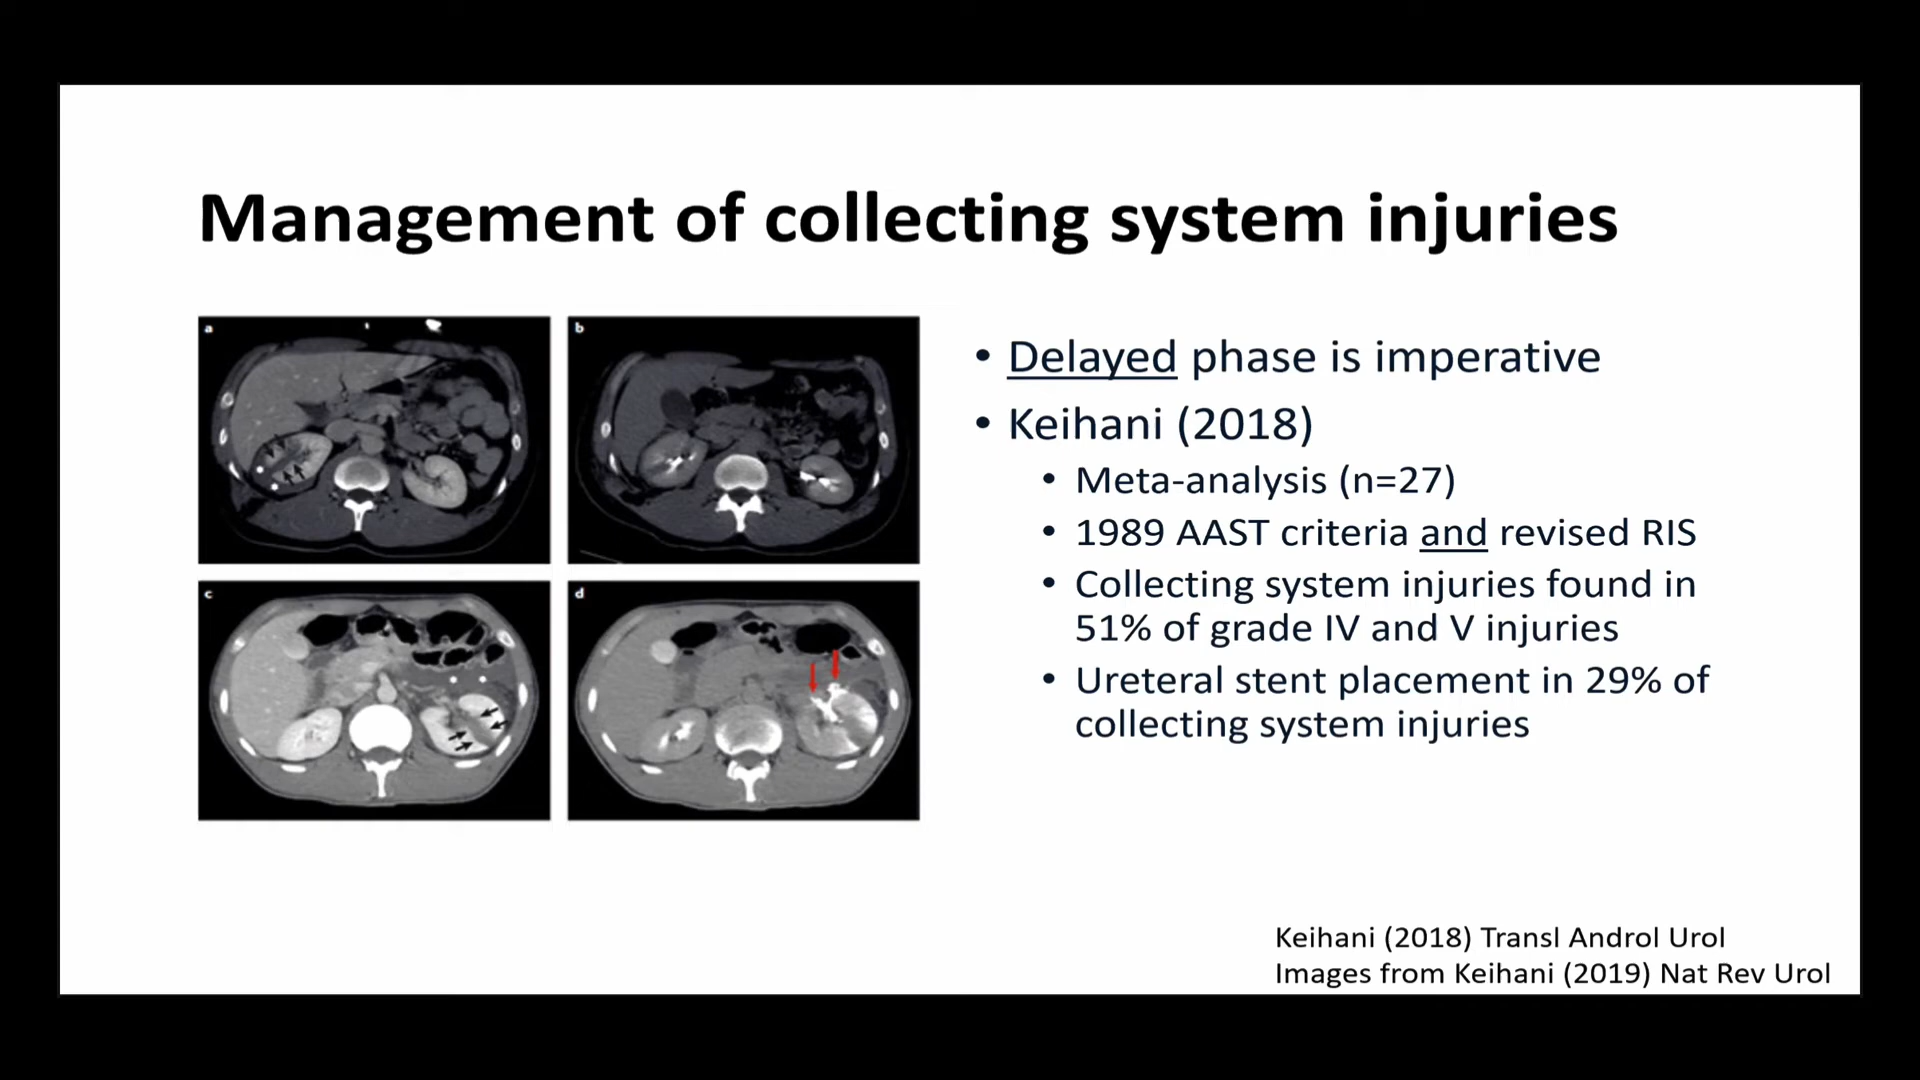 Management of collecting system injuries
a
b
c
d
• Delayed phase is imperative
• Keihani (2018)
• Meta-analysis (n=27)
• 1989 AAST criteria and revised RIS
• Collecting system injuries found in
51% of grade IV and V injuries
• Ureteral stent placement in 29% of
collecting system injuries
Keihani (2018) Transl Androl Urol
Images from Keihani (2019) Nat Rev Urol